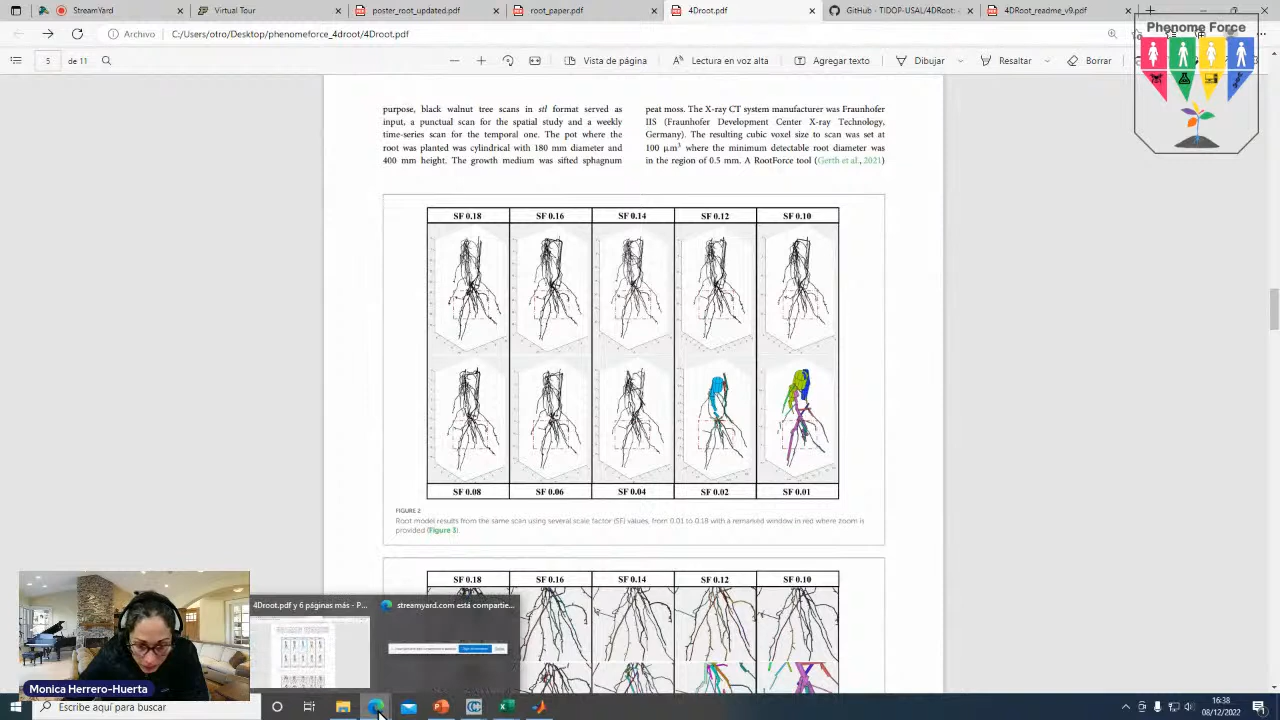 StreamYard
Virtual Tour
poster_root_updated.pdf
root_paper.pdf
4Droot.pdf
GitHub - TIDOP-USAL/4DRoot: -
4DRoot_readme_v9.pdf
Archivo
C:/Users/otro/Desktop/phenomeforce_4droot/4Droot.pdf
Phenome Force
5
de 11
Vista de página
Lectura en voz alta
Agregar texto
Dibujar
Resaltar
Borrar
purpose, black walnut tree scans in stl format served as
input, a punctual scan for the spatial study and a weekly
time-series scan for the temporal one. The pot where the
root was planted was cylindrical with 180 mm diameter and
400 mm height. The growth medium was sifted sphagnum
peat moss. The X-ray CT system manufacturer was Fraunhofer
IIS (Fraunhofer Development Center X-ray Technology,
Germany). The resulting cubic voxel size to scan was set at
100 μm³ where the minimum detectable root diameter was
in the region of 0.5 mm. A RootForce tool (Gerth et al., 2021)
SF 0.18
SF 0.16
SF 0.14
SF 0.12
SF 0.10
SF 0.08
SF 0.06
SF 0.04
SF 0.02
SF 0.01
FIGURE 2
Root model results from the same scan using several scale factor (SF) values, from 0.01 to 0.18 with a remarked window in red where zoom is
provided (Figure 3).
SF 0.18
SF 0.16
SF 0.14
SF 0.12
SF 0.10
4Droot.pdf y 6 páginas más - P...
streamyard.com está compartie...
Monica Herrero-Huerta
Escribe aquí para buscar
16:38
08/12/2022